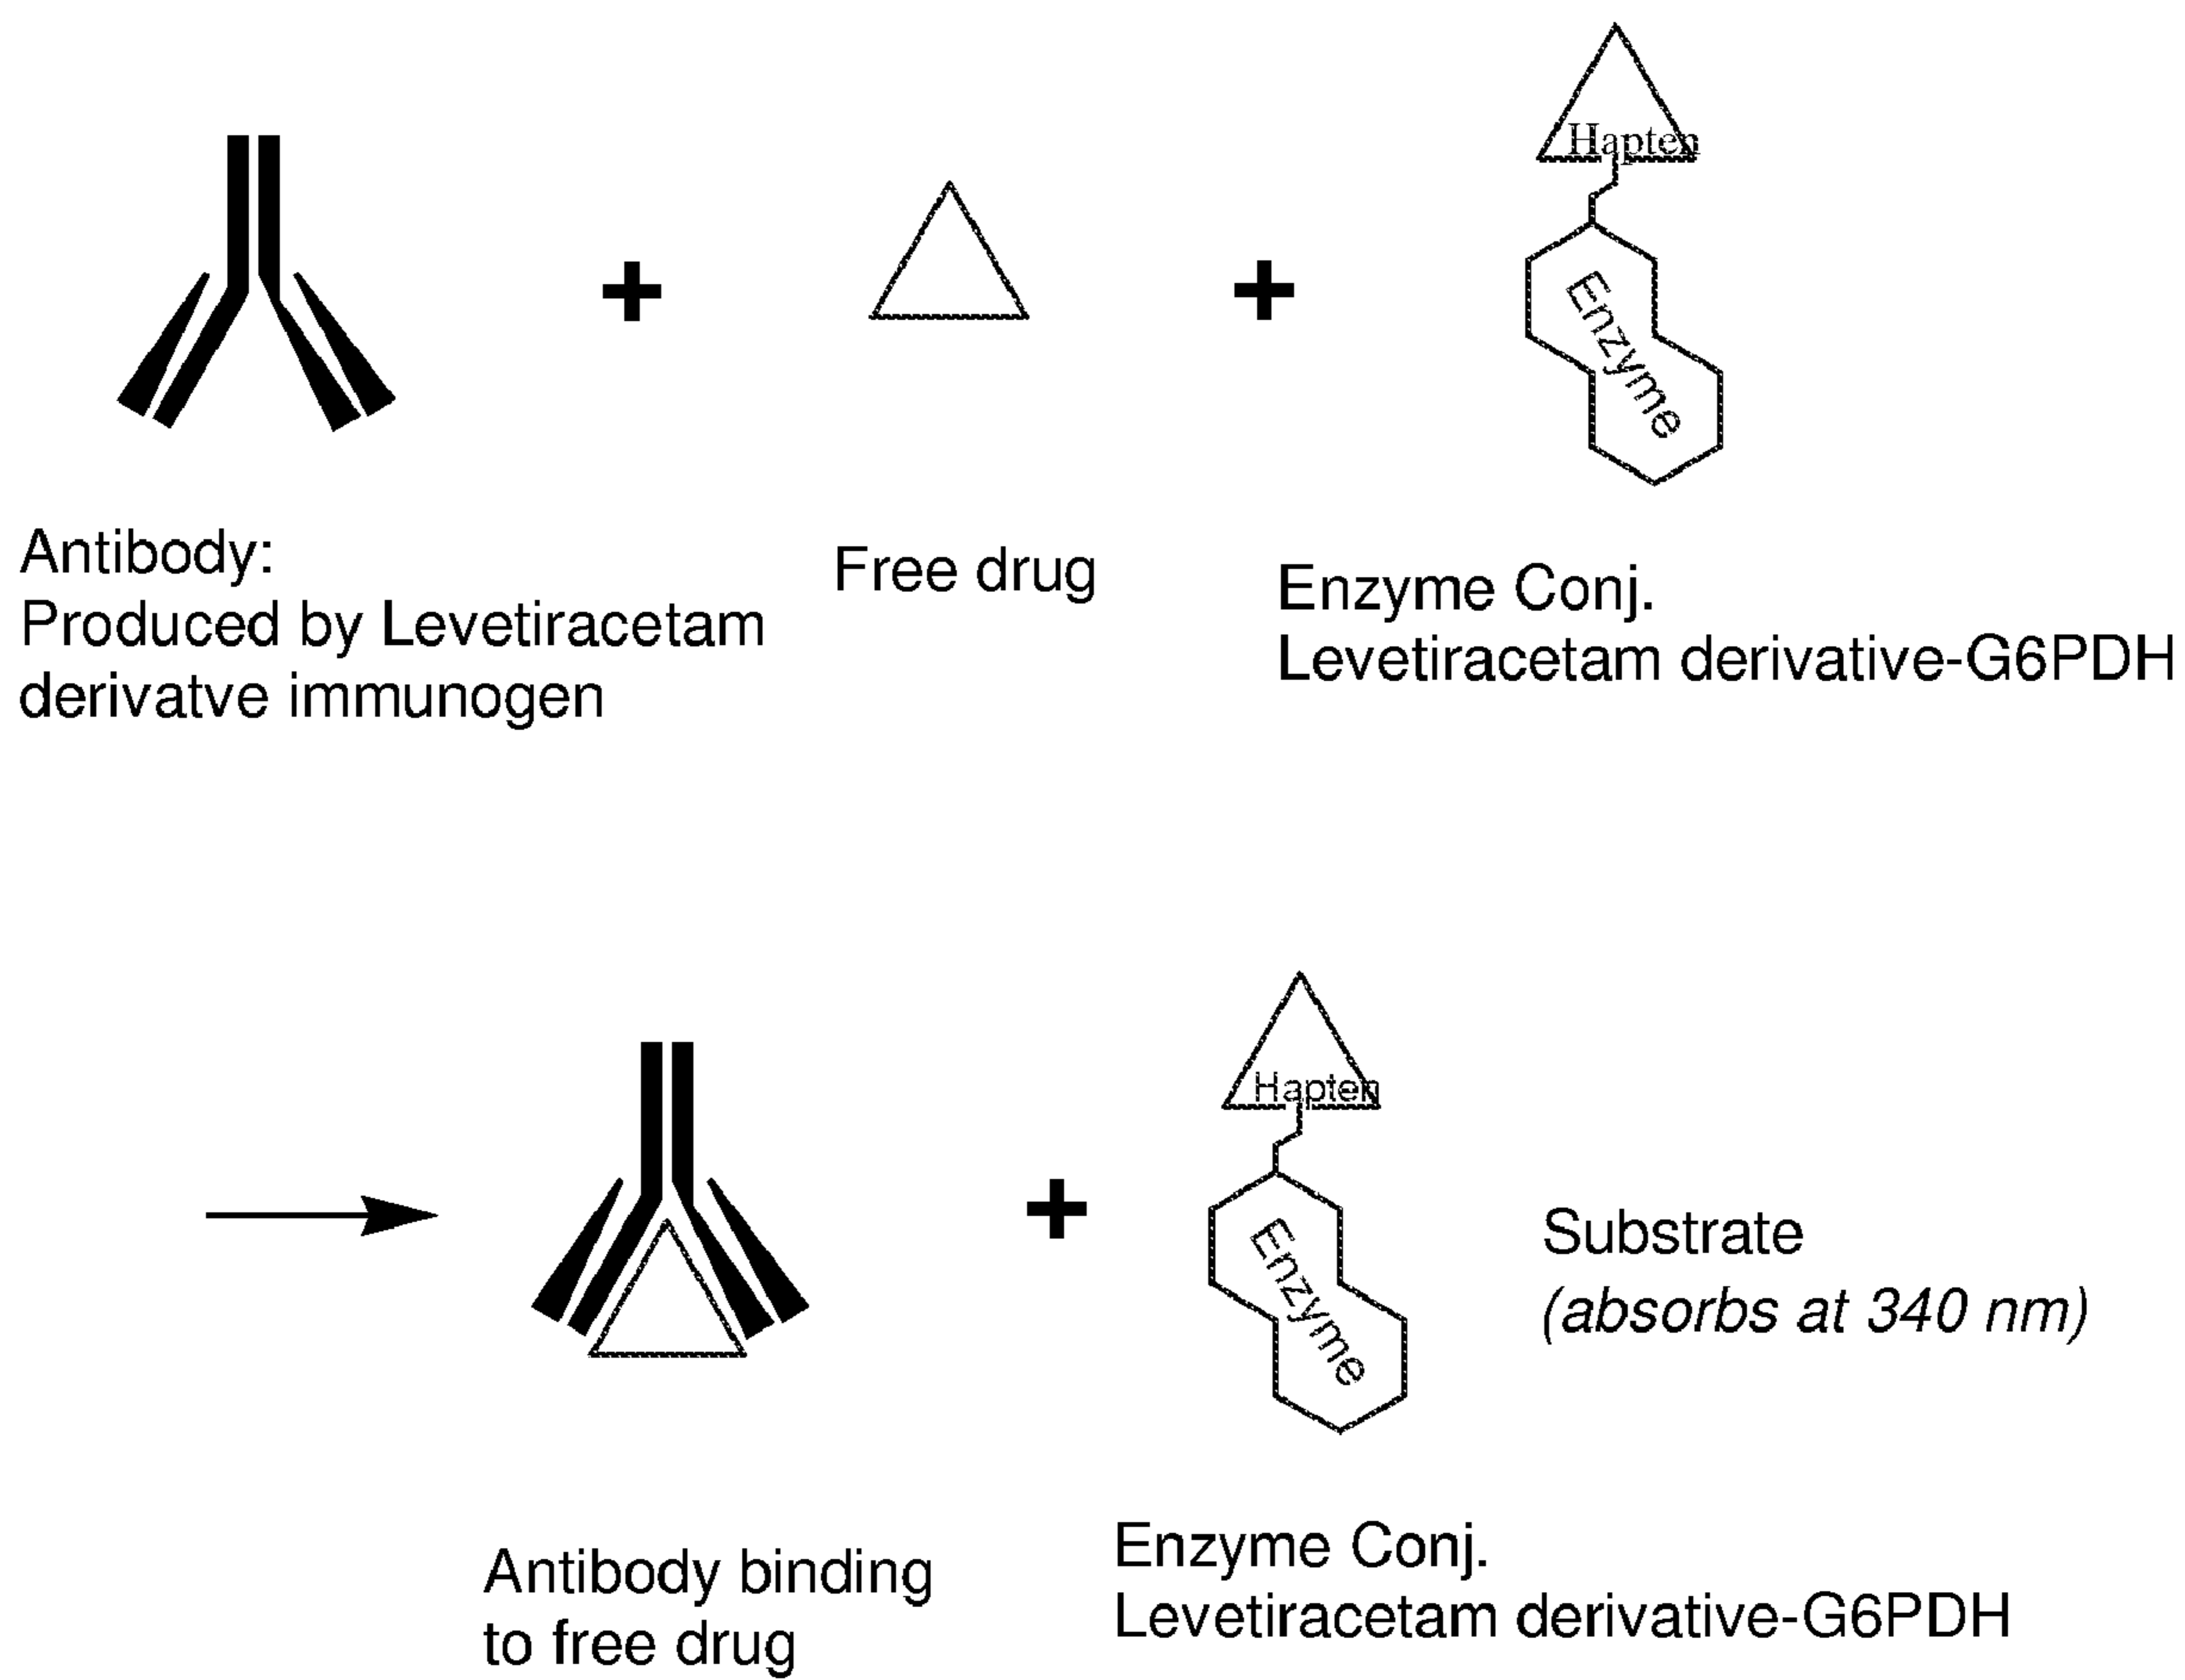 Hapten
Enzyme
Antibody:
Produced by Levetiracetam
derivatve immunogen
Free drug
Enzyme Conj.
Levetiracetam derivative-G6PDH
Hapten
Enzyme
Substrate
(absorbs at 340 nm)
Antibody binding
to free drug
Enzyme Conj.
Levetiracetam derivative-G6PDH